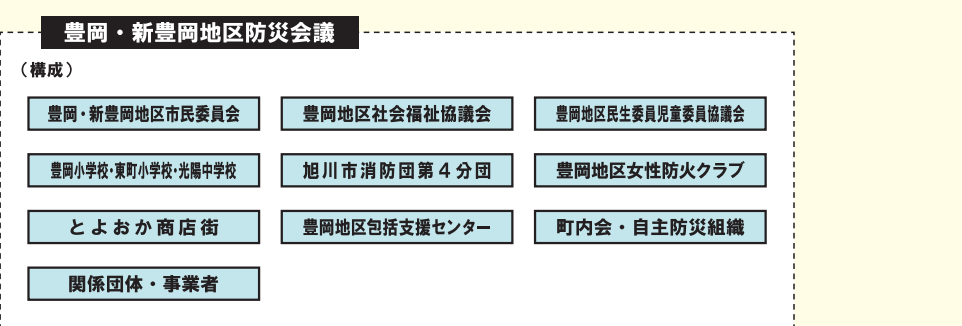 豊岡・新豊岡地区防災会議
（構成）
豊岡・新豊岡地区市民委員会
豊岡地区社会福祉協議会
豊岡地区民生委員児童委員協議会
豊岡小学校・東町小学校・光陽中学校
旭川市消防団第４分団
豊岡地区女性防火クラブ
とよおか商店街
豊岡地区包括支援センター
町内会・自主防災組織
関係団体・事業者